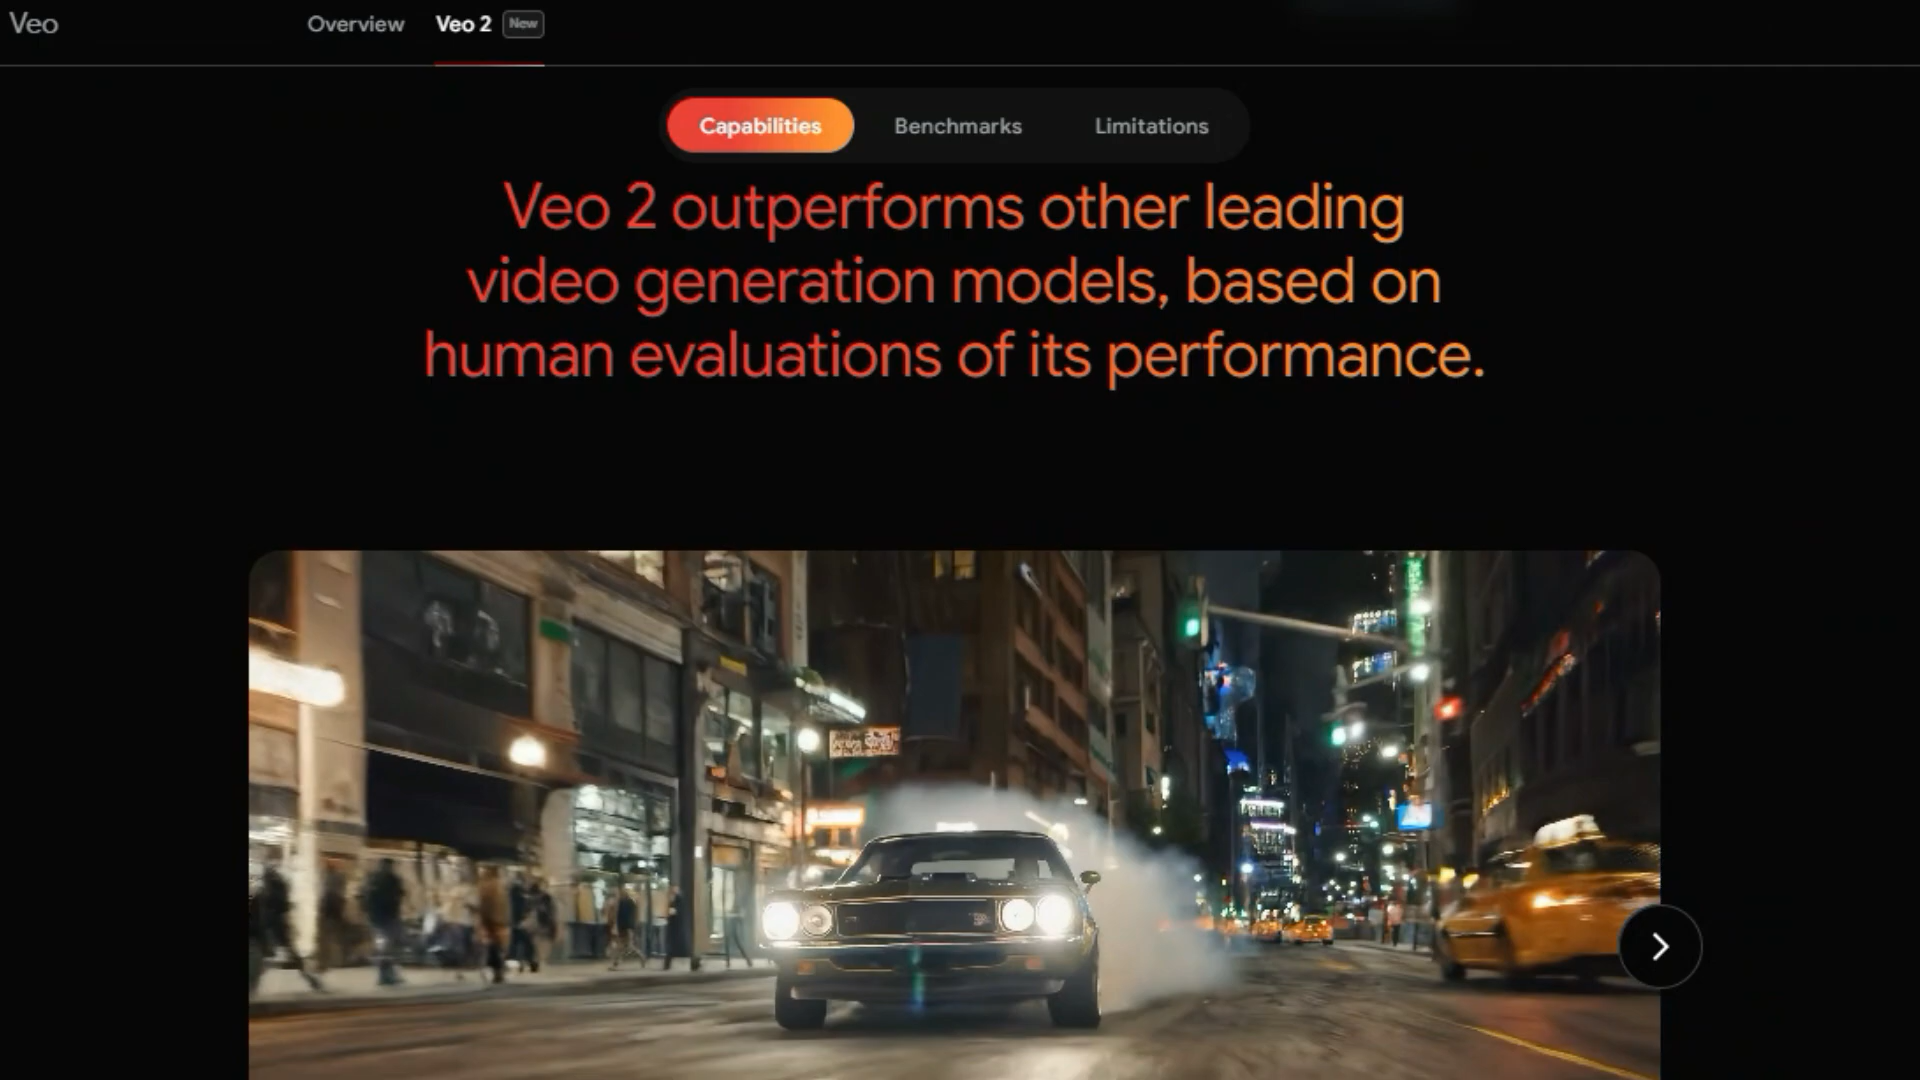 Veo
Overview
Veo 2
New
Capabilities
Benchmarks
Limitations
Veo 2 outperforms other leading
video generation models, based on
human evaluations of its performance.